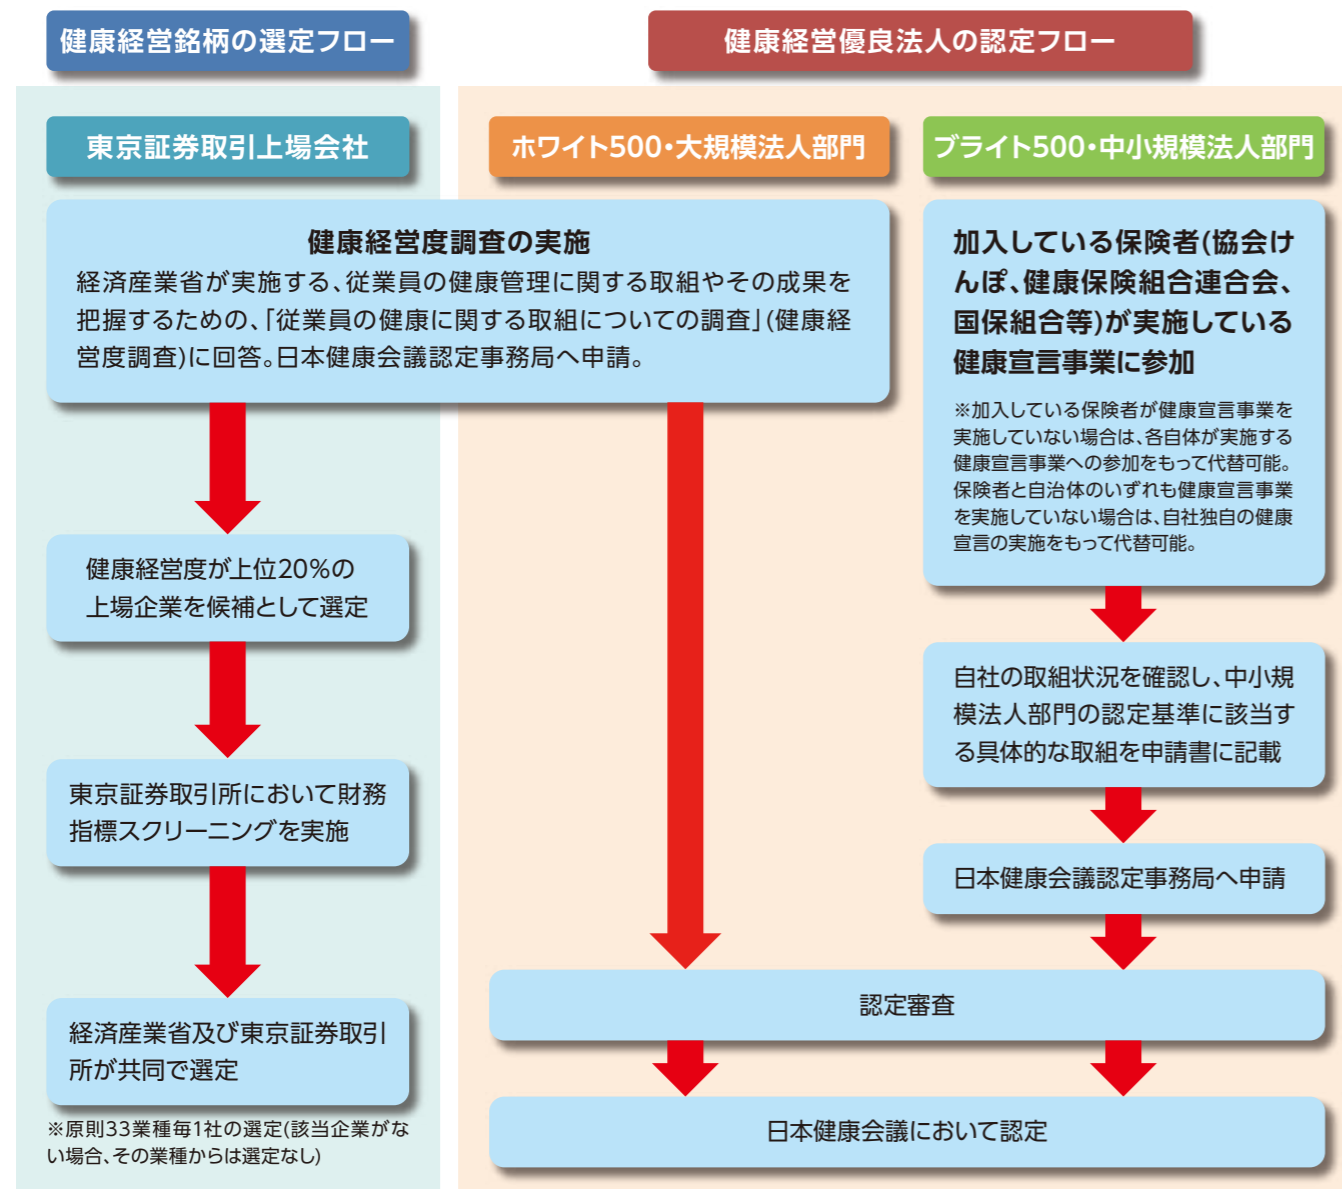 健康経営銘柄の選定フロー
健康経営優良法人の認定フロー
東京証券取引上場会社
ホワイト500・大規模法人部門
ブライト500・中小規模法人部門
健康経営度調査の実施
経済産業省が実施する、従業員の健康管理に関する取組やその成果を
把握するための、「従業員の健康に関する取組についての調査」(健康経
営度調査)に回答。日本健康会議認定事務局へ申請。
健康経営度が上位20%の
上場企業を候補として選定
東京証券取引所において財務
指標スクリーニングを実施
経済産業省及び東京証券取引
所が共同で選定
※原則33業種毎1社の選定(該当企業がな
い場合、その業種からは選定なし)
加入している保険者(協会け
んぽ、健康保険組合連合会、
国保組合等)が実施している
健康宣言事業に参加
※加入している保険者が健康宣言事業を
実施していない場合は、各自体が実施する
健康宣言事業への参加をもって代替可能。
保険者と自治体のいずれも健康宣言事業
を実施していない場合は、自社独自の健康
宣言の実施をもって代替可能。
自社の取組状況を確認し、中小規
模法人部門の認定基準に該当す
る具体的な取組を申請書に記載
日本健康会議認定事務局へ申請
認定審査
日本健康会議において認定